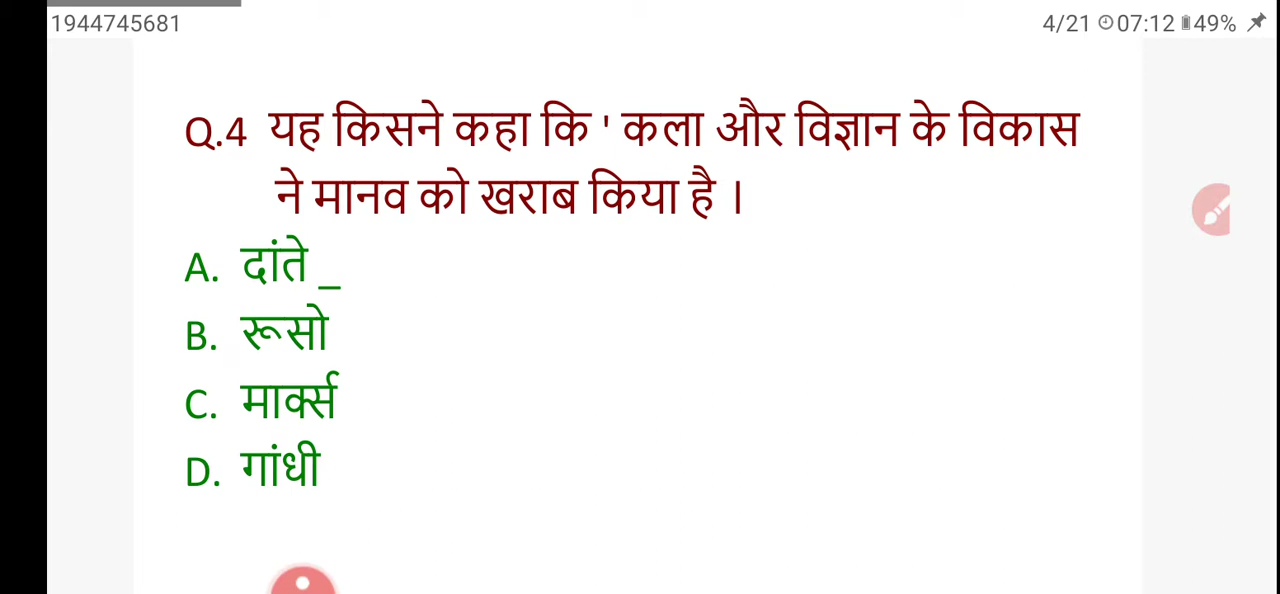 1944745681
4/21 07:12 49%
Q.4 यह किसने कहा कि ' कला और विज्ञान के विकास
ने मानव को खराब किया है ।
A. दांते _
B. रूसो
C. मार्क्स
D. गांधी